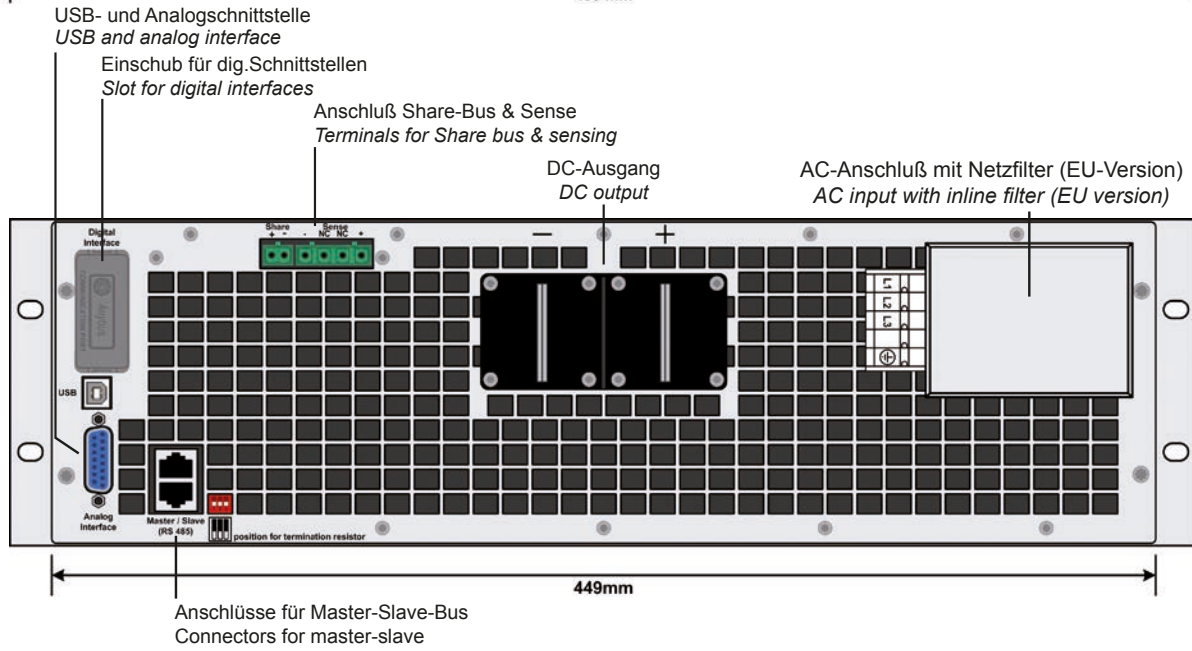 USB- und Analogschnittstelle
USB and analog interface
Einschub für dig.Schnittstellen
Slot for digital interfaces
Anschluß Share-Bus & Sense
Terminals for Share bus & sensing
DC-Ausgang
DC output
AC-Anschluß mit Netzfilter (EU-Version)
AC input with inline filter (EU version)
Digital
Interface
Share
+ -
Sense
- NC NC +
− +
L1
L2
L3
USB
Analog
Interface
Master / Slave
(RS 485)
position for termination resistor
449mm
Anschlüsse für Master-Slave-Bus
Connectors for master-slave